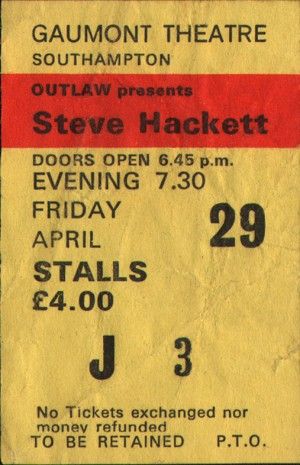 GAUMONT THEATRE
SOUTHAMPTON
OUTLAW presents
Steve Hackett
DOORS OPEN 6.45 p.m.
EVENING 7.30
FRIDAY
APRIL 29
STALLS
£4.00
J 3
No Tickets exchanged nor
money refunded
TO BE RETAINED P.T.O.